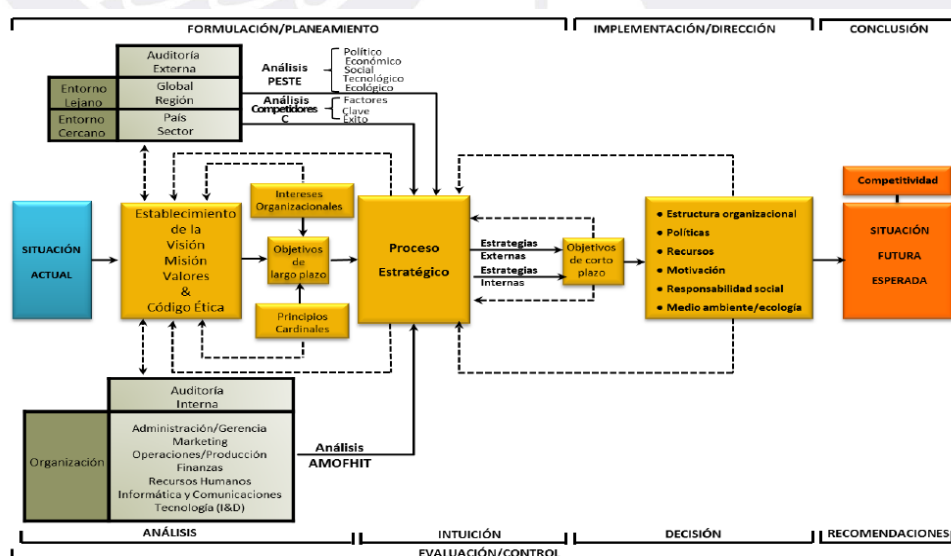 FORMULACIÓN/PLANEAMIENTO
IMPLEMENTACIÓN/DIRECCIÓN
CONCLUSIÓN
Auditoría
Externa
Entorno
Lejano
Global
Región
Entorno
Cercano
País
Sector
Análisis
PESTE
Político
Económico
Social
Tecnológico
Ecológico
Análisis
Competidores
C
Factores
Clave
Éxito
SITUACIÓN
ACTUAL
Establecimiento
de la
Visión
Misión
Valores
&
Código Ética
Intereses
Organizacionales
Objetivos
de
largo plazo
Principios
Cardinales
Proceso
Estratégico
Estrategias
Externas
Estrategias
Internas
Objetivos
de corto
plazo
• Estructura organizacional
• Políticas
• Recursos
• Motivación
• Responsabilidad social
• Medio ambiente/ecología
Competitividad
SITUACIÓN
FUTURA
ESPERADA
Auditoría
Interna
Organización
Administración/Gerencia
Marketing
Operaciones/Producción
Finanzas
Recursos Humanos
Informática y Comunicaciones
Tecnología (I&D)
Análisis
AMOFHIT
ANÁLISIS
INTUICIÓN
DECISIÓN
RECOMENDACIONES
EVALUACIÓN/CONTROL